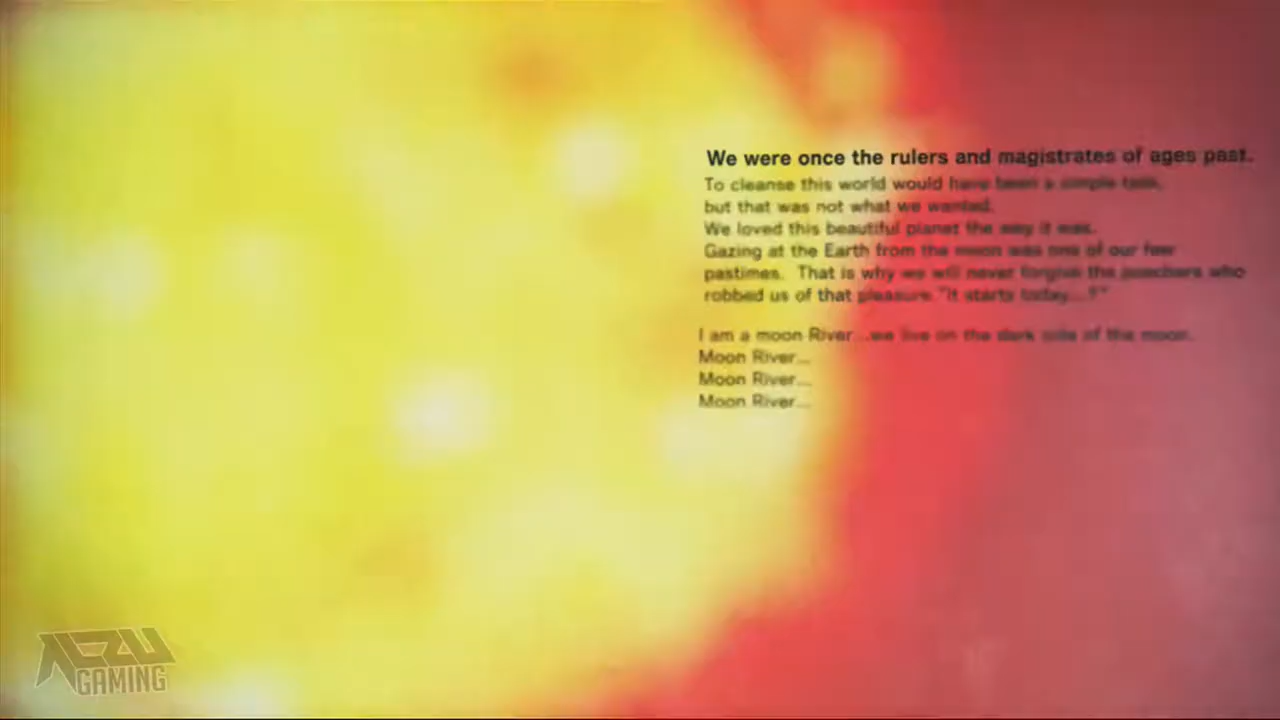 We were once the rulers and magistrates of ages past.
To cleanse this world would have been a simple task,
but that was not what we wanted.
We loved this beautiful planet the way it was.
Gazing at the Earth from the moon was one of our few
pastimes. That is why we will never forgive the poachers who
robbed us of that pleasure "It starts today...?"
I am a moon River...we live on the dark side of the moon.
Moon River...
Moon River...
Moon River...
ALZU
GAMING